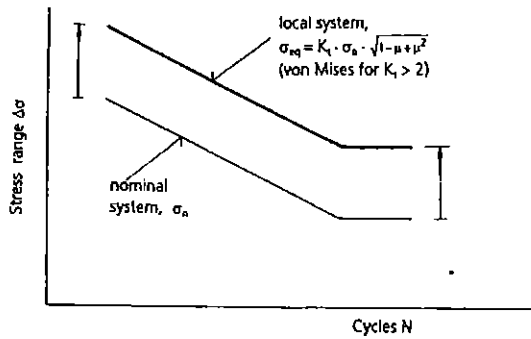 local system,
σeq = Kt · σn · √1-μ+μ²
(von Mises for Kt > 2)
Stress range Δσ
nominal
system, σn
Cycles N